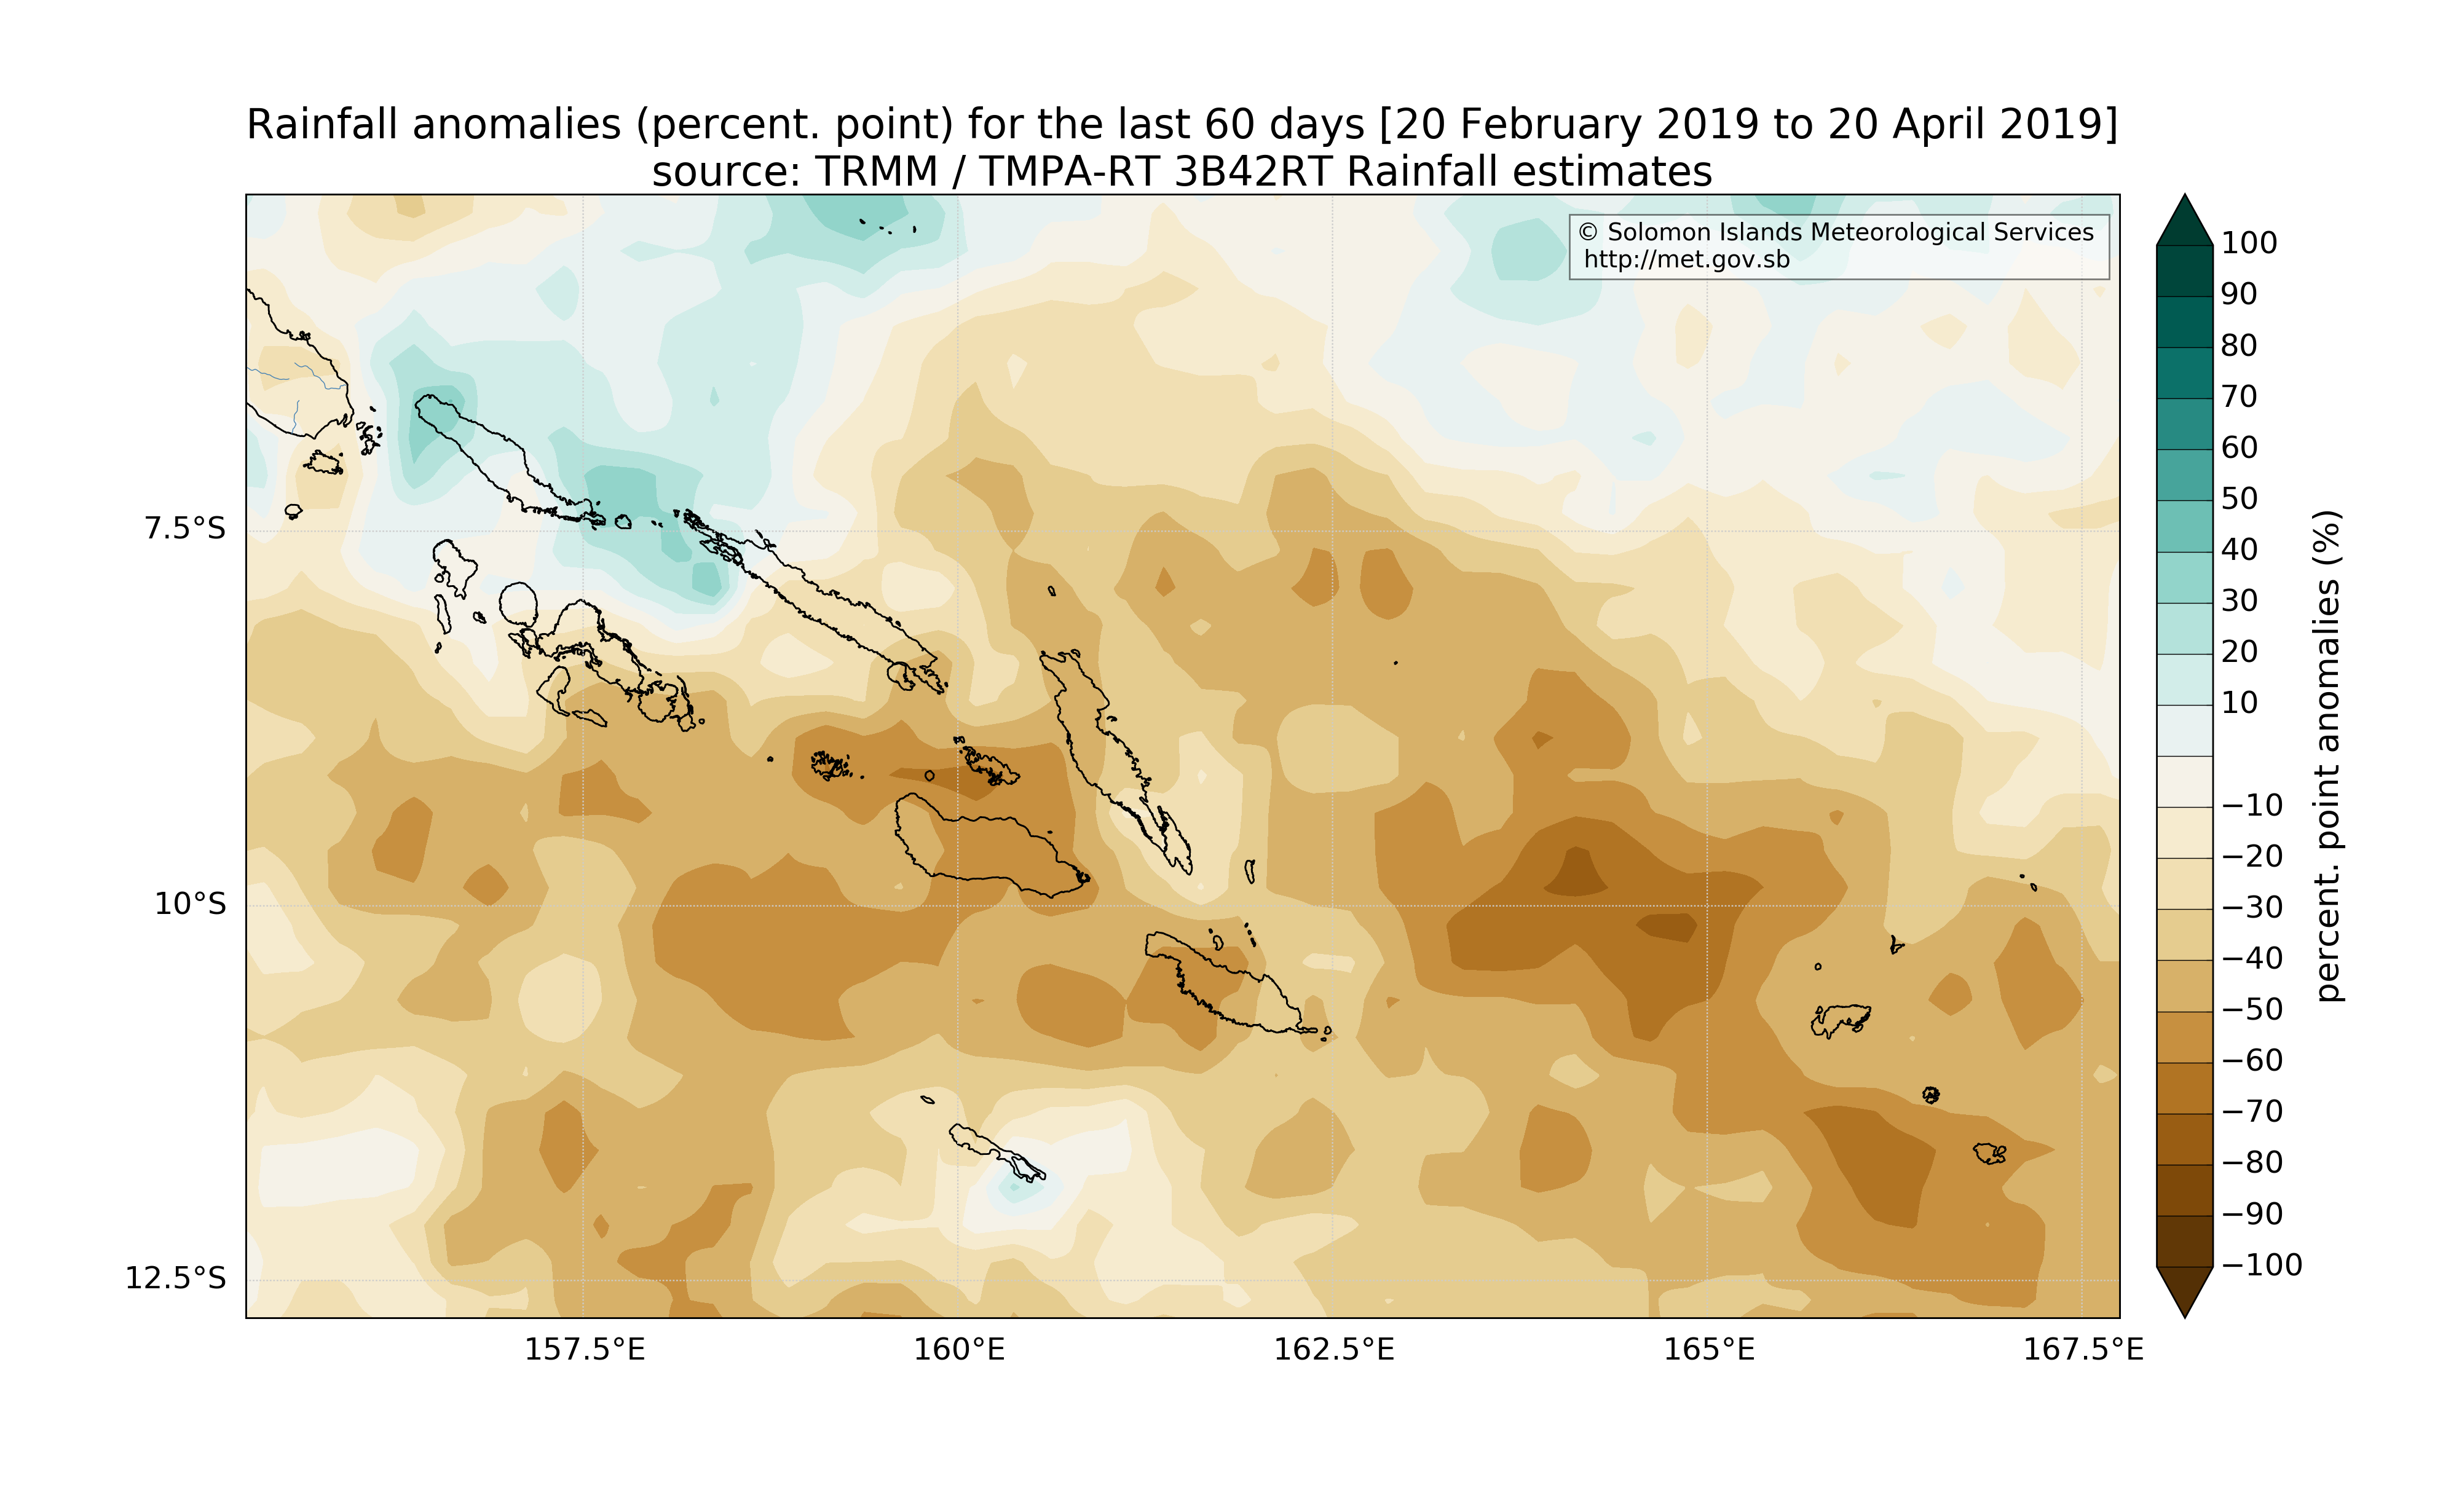 Rainfall anomalies (percent. point) for the last 60 days [20 February 2019 to 20 April 2019]
source: TRMM / TMPA-RT 3B42RT Rainfall estimates
© Solomon Islands Meteorological Services
http://met.gov.sb
7.5°S
10°S
12.5°S
157.5°E
160°E
162.5°E
165°E
167.5°E
100
90
80
70
60
50
40
30
20
10
−10
−20
−30
−40
−50
−60
−70
−80
−90
−100
percent. point anomalies (%)